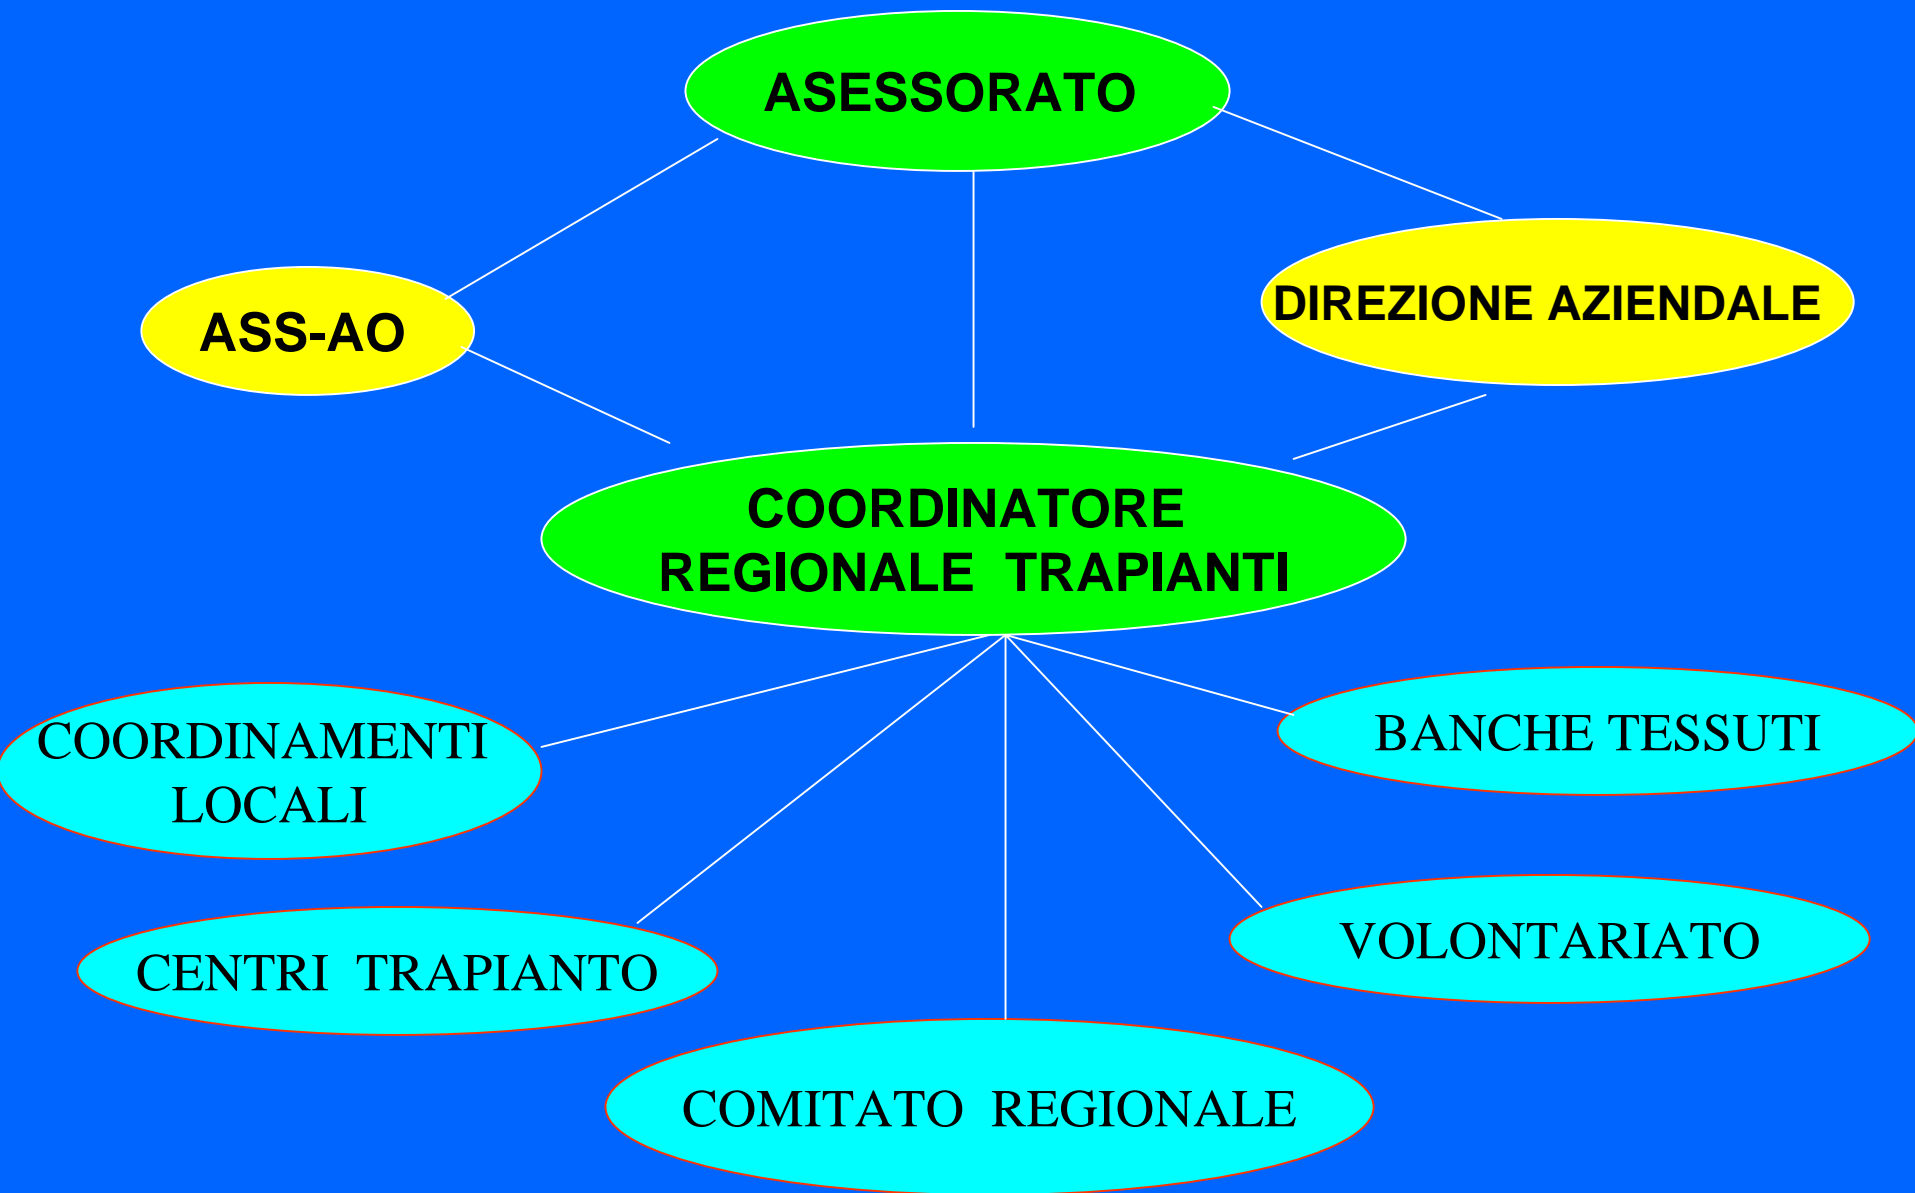 ASESSORATO
DIREZIONE AZIENDALE
ASS-AO
COORDINATORE
REGIONALE TRAPIANTI
COORDINAMENTI
LOCALI
BANCHE TESSUTI
CENTRI TRAPIANTO
VOLONTARIATO
COMITATO REGIONALE